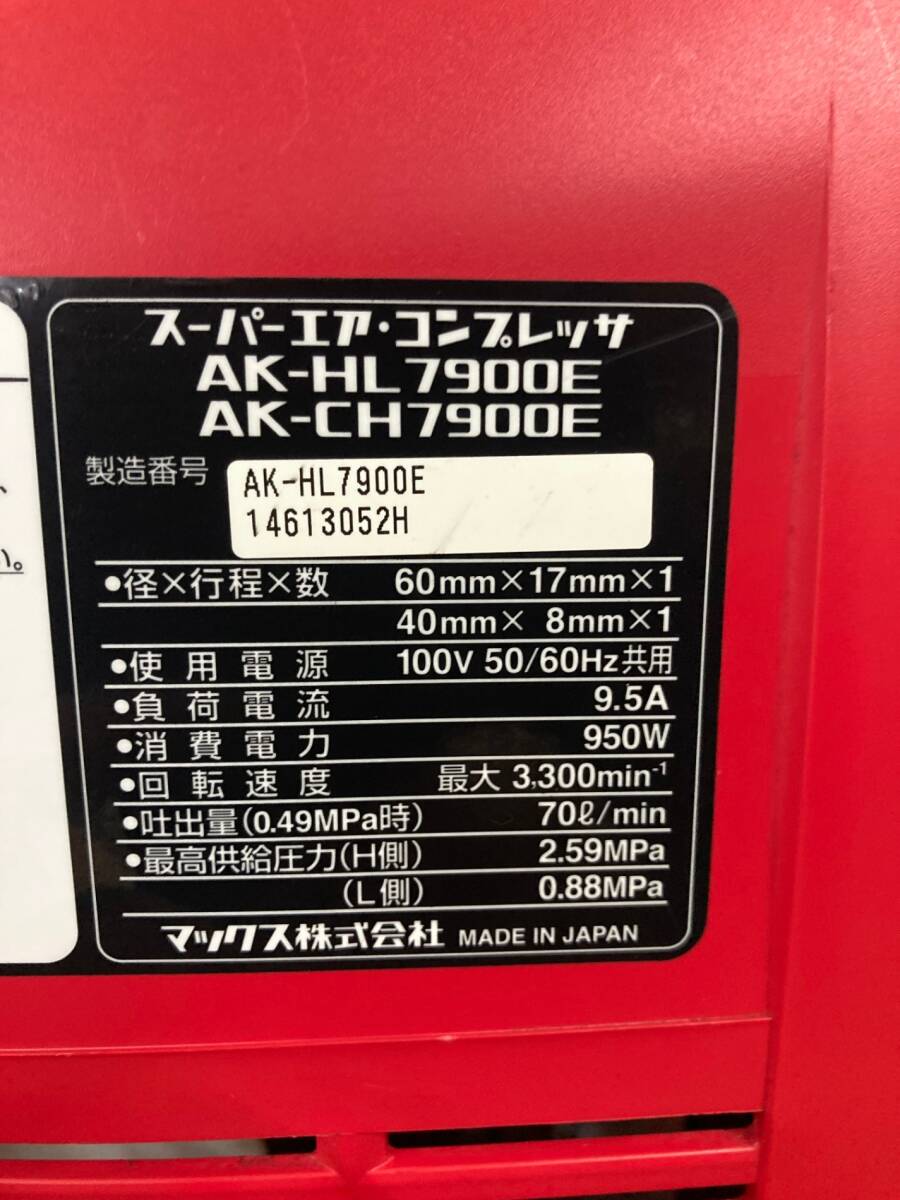 スーパーエア・コンプレッサ
AK-HL7900E
AK-CH7900E
製造番号
AK-HL7900E
14613052H
•径×行程×数 60mm×17mm×1
40mm× 8mm×1
•使用電源 100V 50/60Hz共用
•負荷電流 9.5A
•消費電力 950W
•回転速度 最大 3,300min-1
•吐出量(0.49MPa時) 70ℓ/min
•最高供給圧力(H側) 2.59MPa
(L側) 0.88MPa
マックス株式会社 MADE IN JAPAN